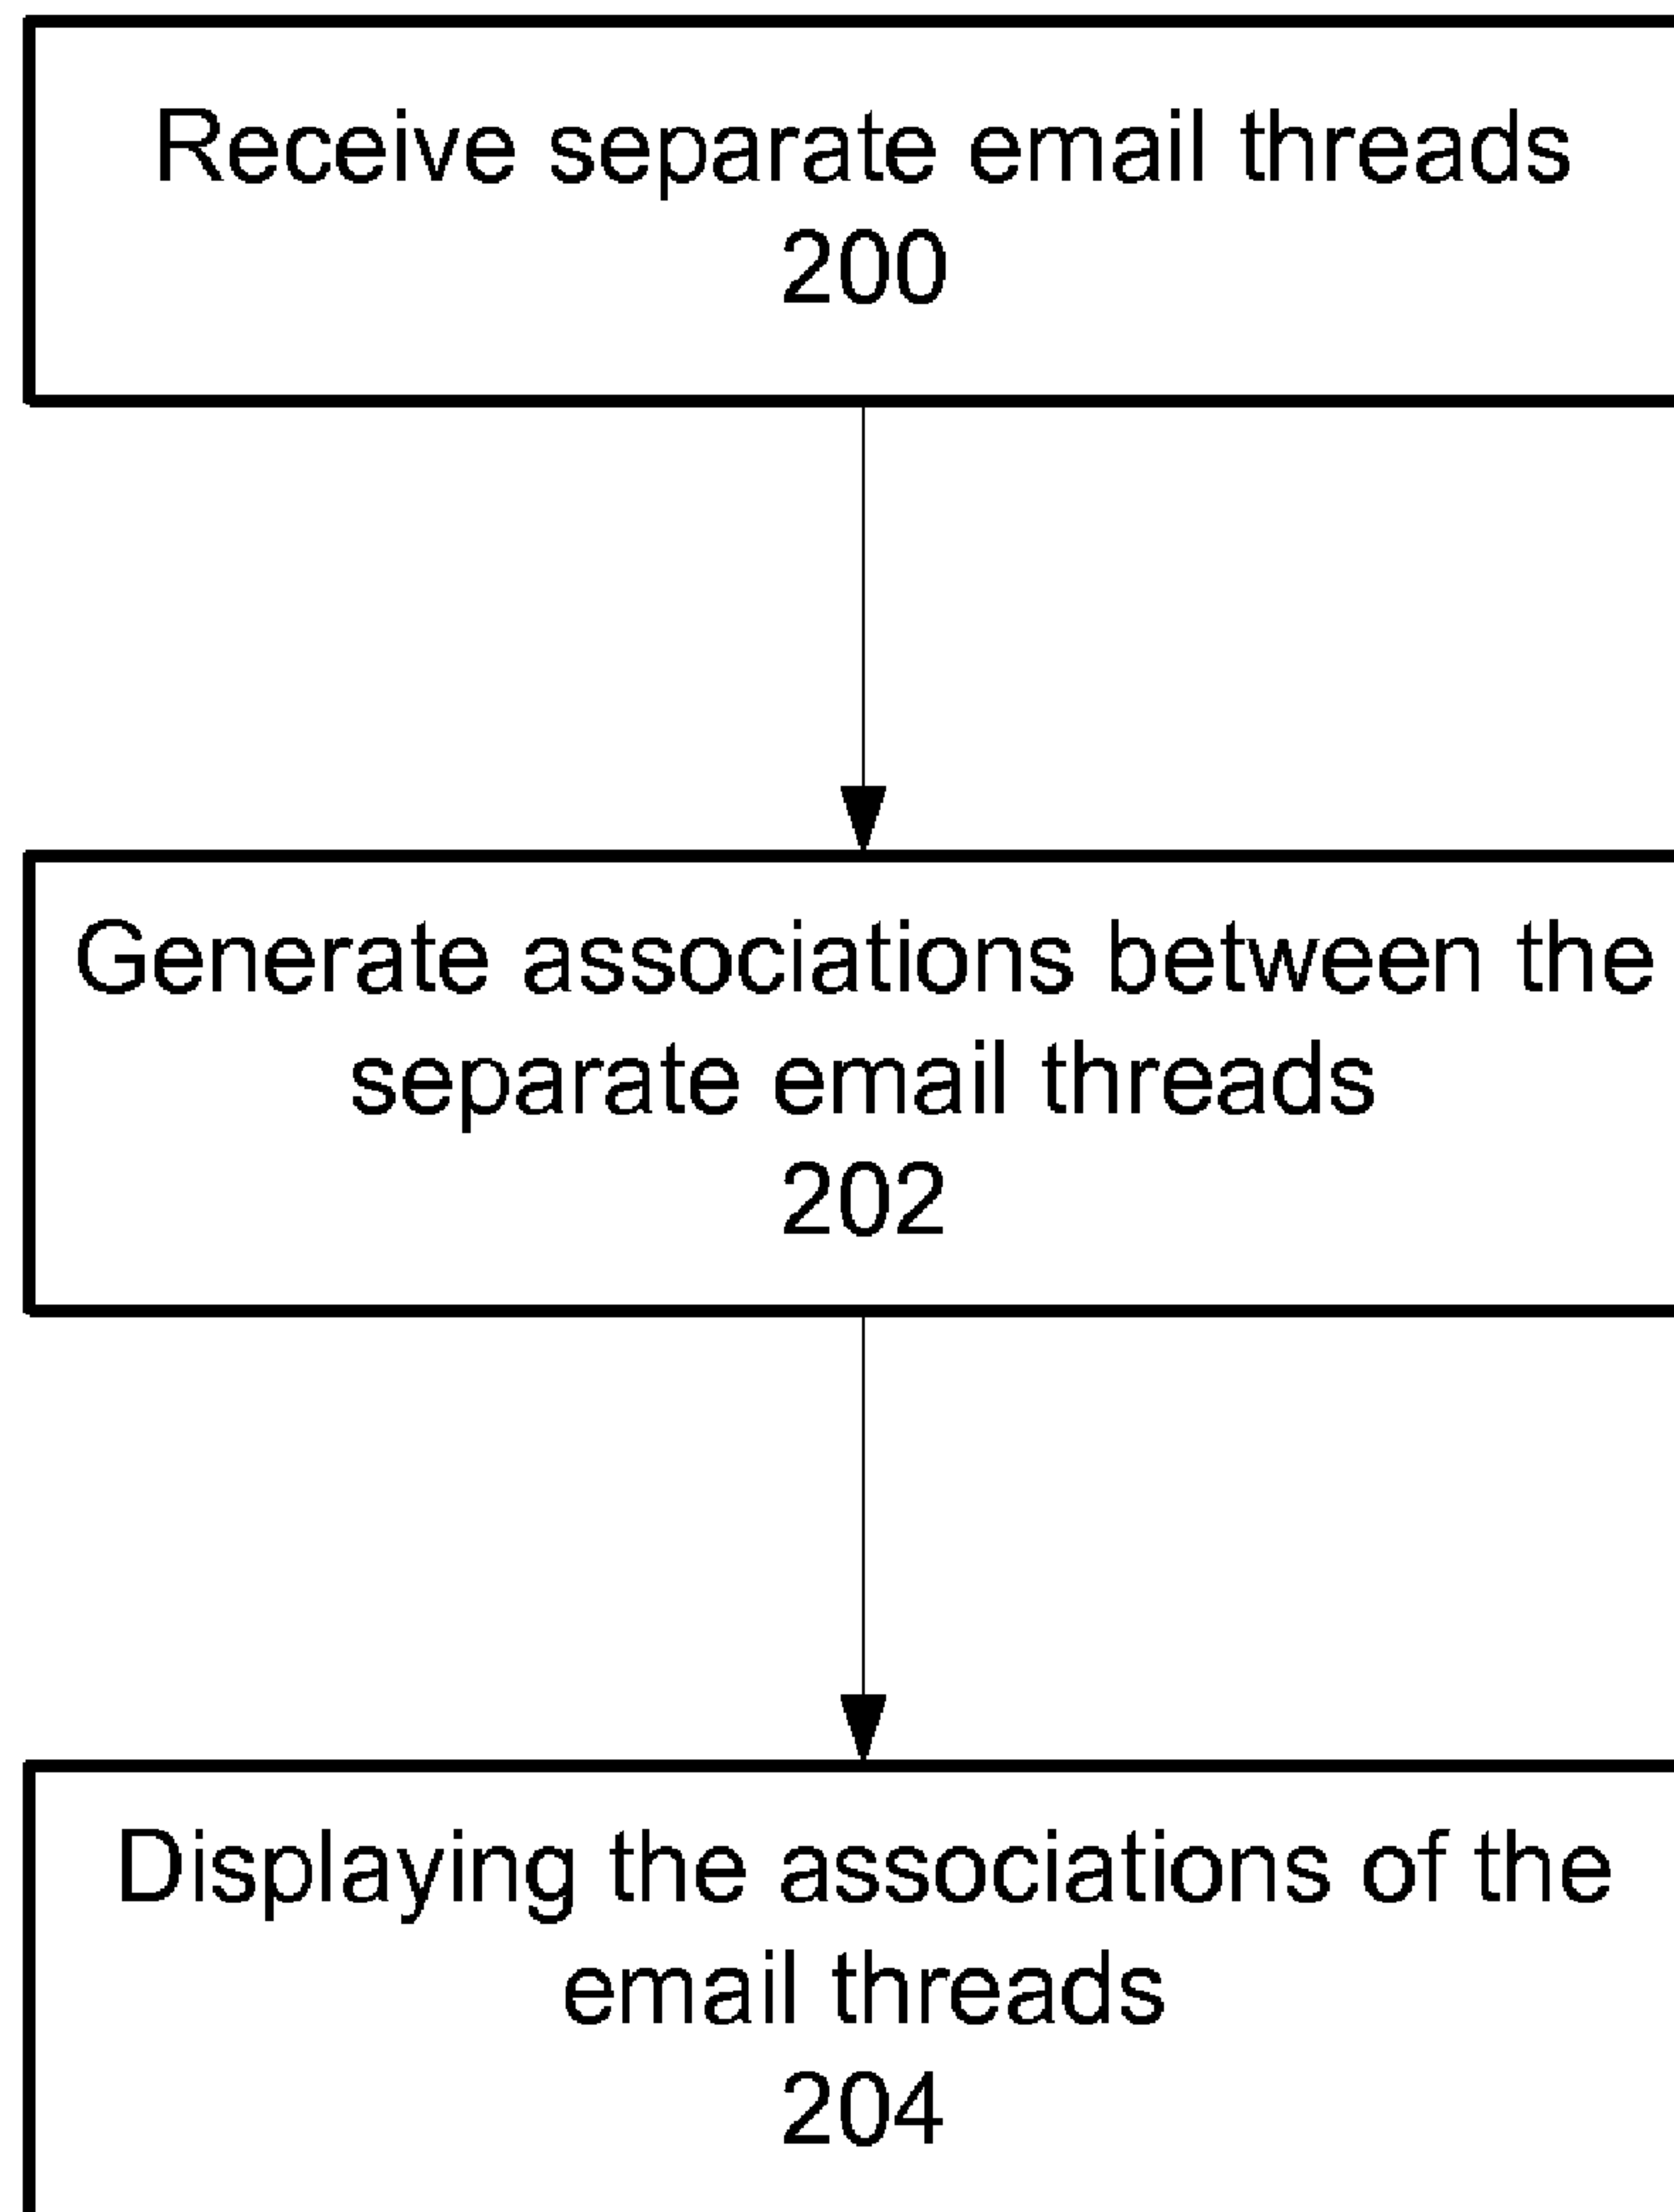 Receive separate email threads
200
Generate associations between the
separate email threads
202
Displaying the associations of the
email threads
204